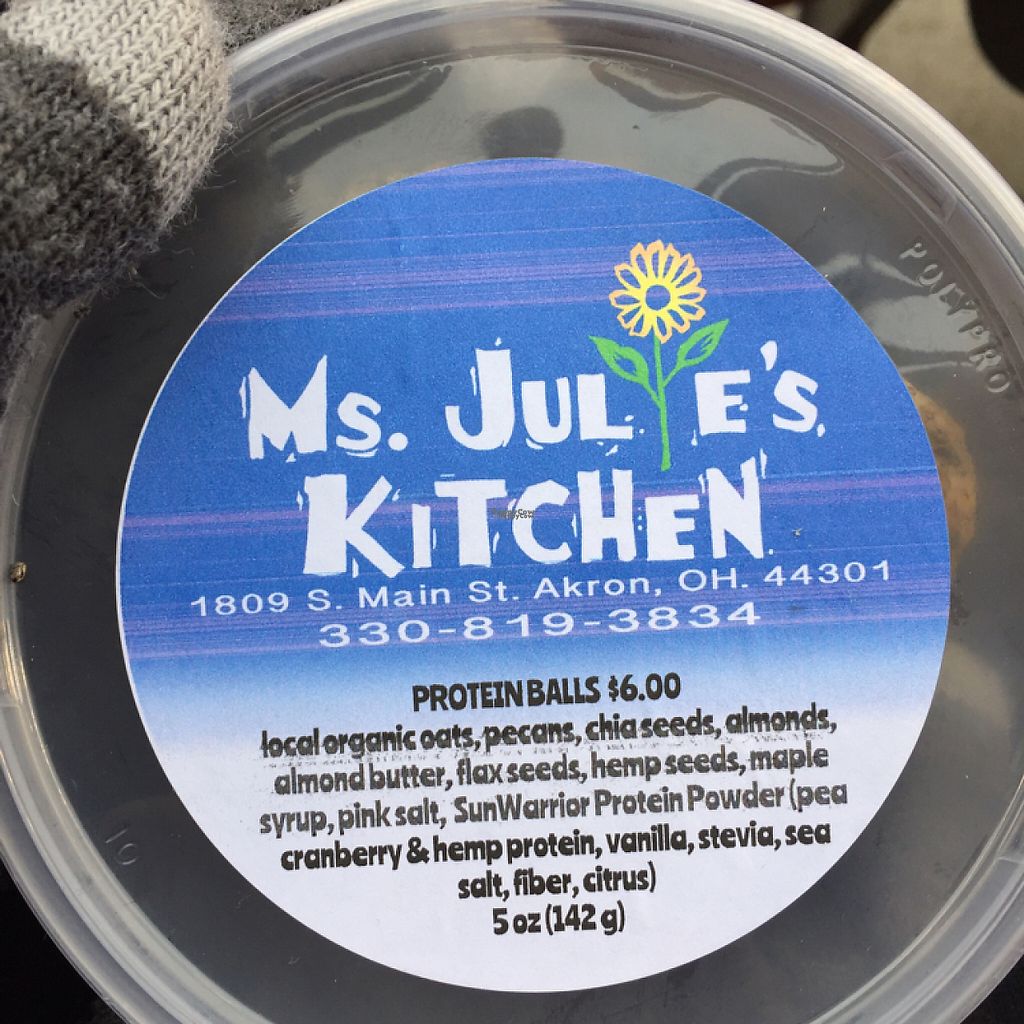 MS. JULIE'S
KITCHEN
1809 S. Main St. Akron, OH. 44301
330-819-3834
PROTEIN BALLS $6.00
local organic oats, pecans, chia seeds, almonds,
almond butter, flax seeds, hemp seeds, maple
syrup, pink salt, SunWarrior Protein Powder (pea
cranberry & hemp protein, vanilla, stevia, sea
salt, fiber, citrus)
5 oz (142 g)
POLYPRO
10